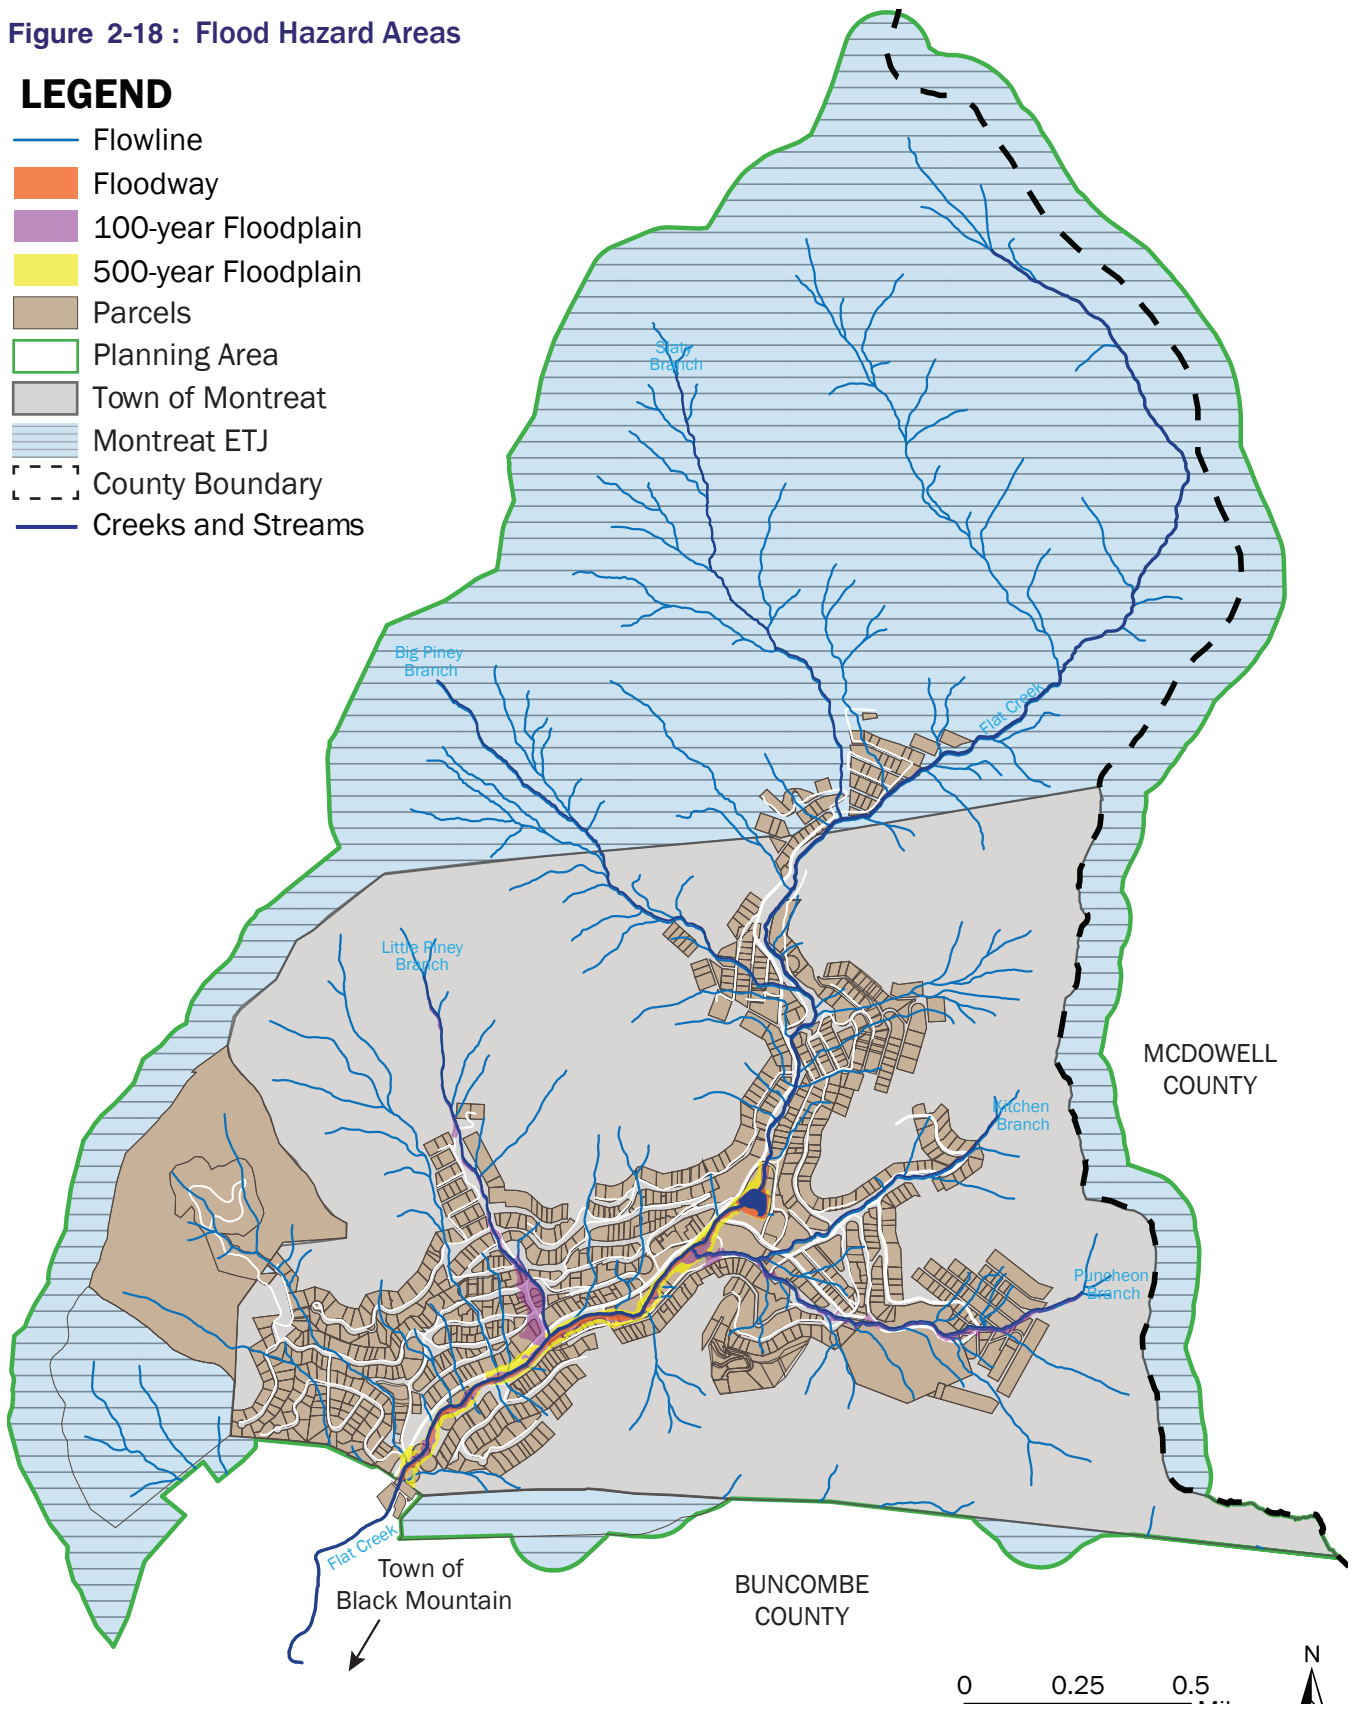 Figure 2-18 : Flood Hazard Areas
LEGEND
Flowline
Floodway
100-year Floodplain
500-year Floodplain
Parcels
Planning Area
Town of Montreat
Montreat ETJ
County Boundary
Creeks and Streams
Slaty
Branch
Big Piney
Branch
Flat Creek
Little Piney
Branch
MCDOWELL
COUNTY
Kitchen
Branch
Puncheon
Branch
Flat Creek
Town of
Black Mountain
BUNCOMBE
COUNTY
N
0 0.25 0.5